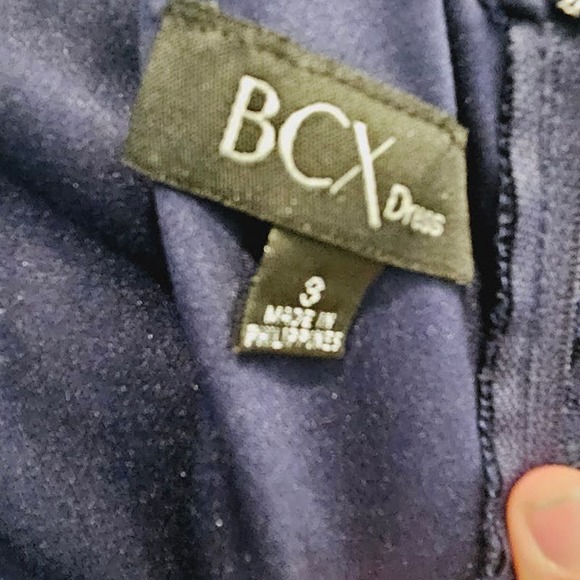 BCX Dress
3
MADE IN
PHILIPPINES